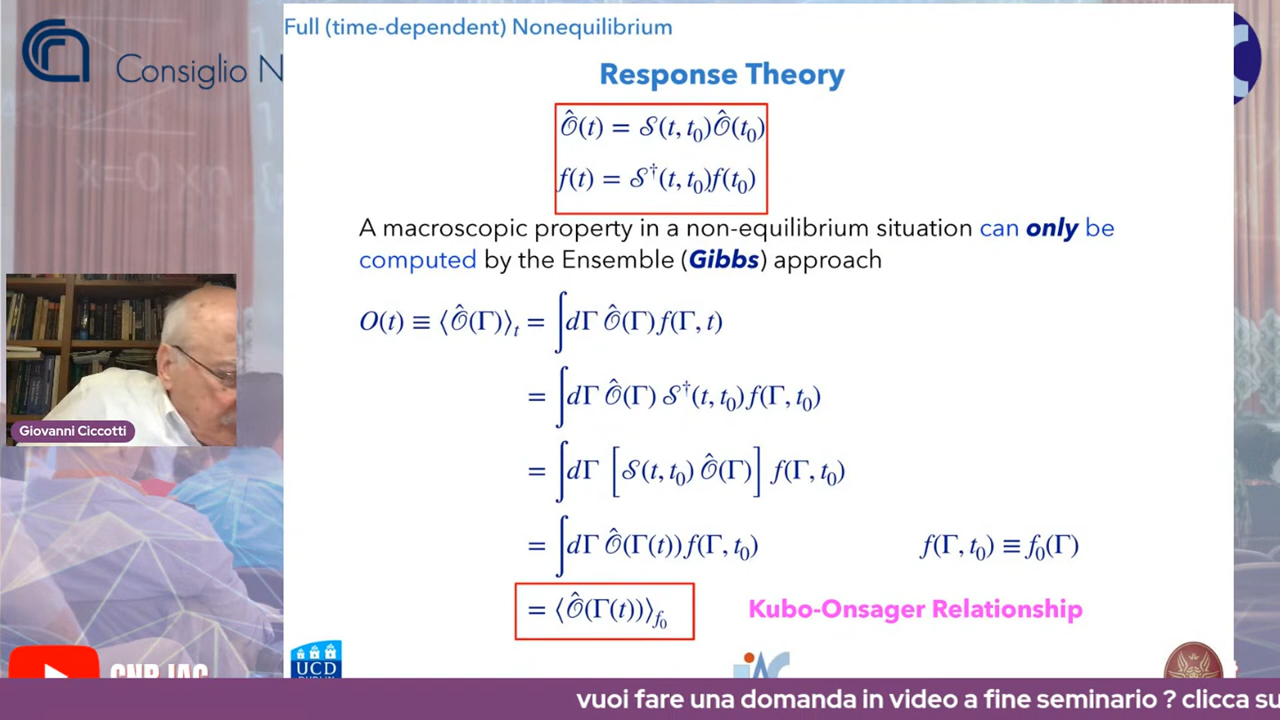 Full (time-dependent) Nonequilibrium
Consiglio N
Response Theory
𝒪̂(t) = 𝒮(t, t₀)𝒪̂(t₀)
f(t) = 𝒮†(t, t₀)f(t₀)
A macroscopic property in a non-equilibrium situation can only be
computed by the Ensemble (Gibbs) approach
O(t) ≡ ⟨𝒪̂(Γ)⟩ₜ = ∫dΓ 𝒪̂(Γ)f(Γ, t)
= ∫dΓ 𝒪̂(Γ) 𝒮†(t, t₀)f(Γ, t₀)
= ∫dΓ [𝒮(t, t₀) 𝒪̂(Γ)] f(Γ, t₀)
= ∫dΓ 𝒪̂(Γ(t))f(Γ, t₀) f(Γ, t₀) ≡ f₀(Γ)
= ⟨𝒪̂(Γ(t))⟩_f₀ Kubo-Onsager Relationship
Giovanni Ciccotti
UCD
vuoi fare una domanda in video a fine seminario ? clicca su